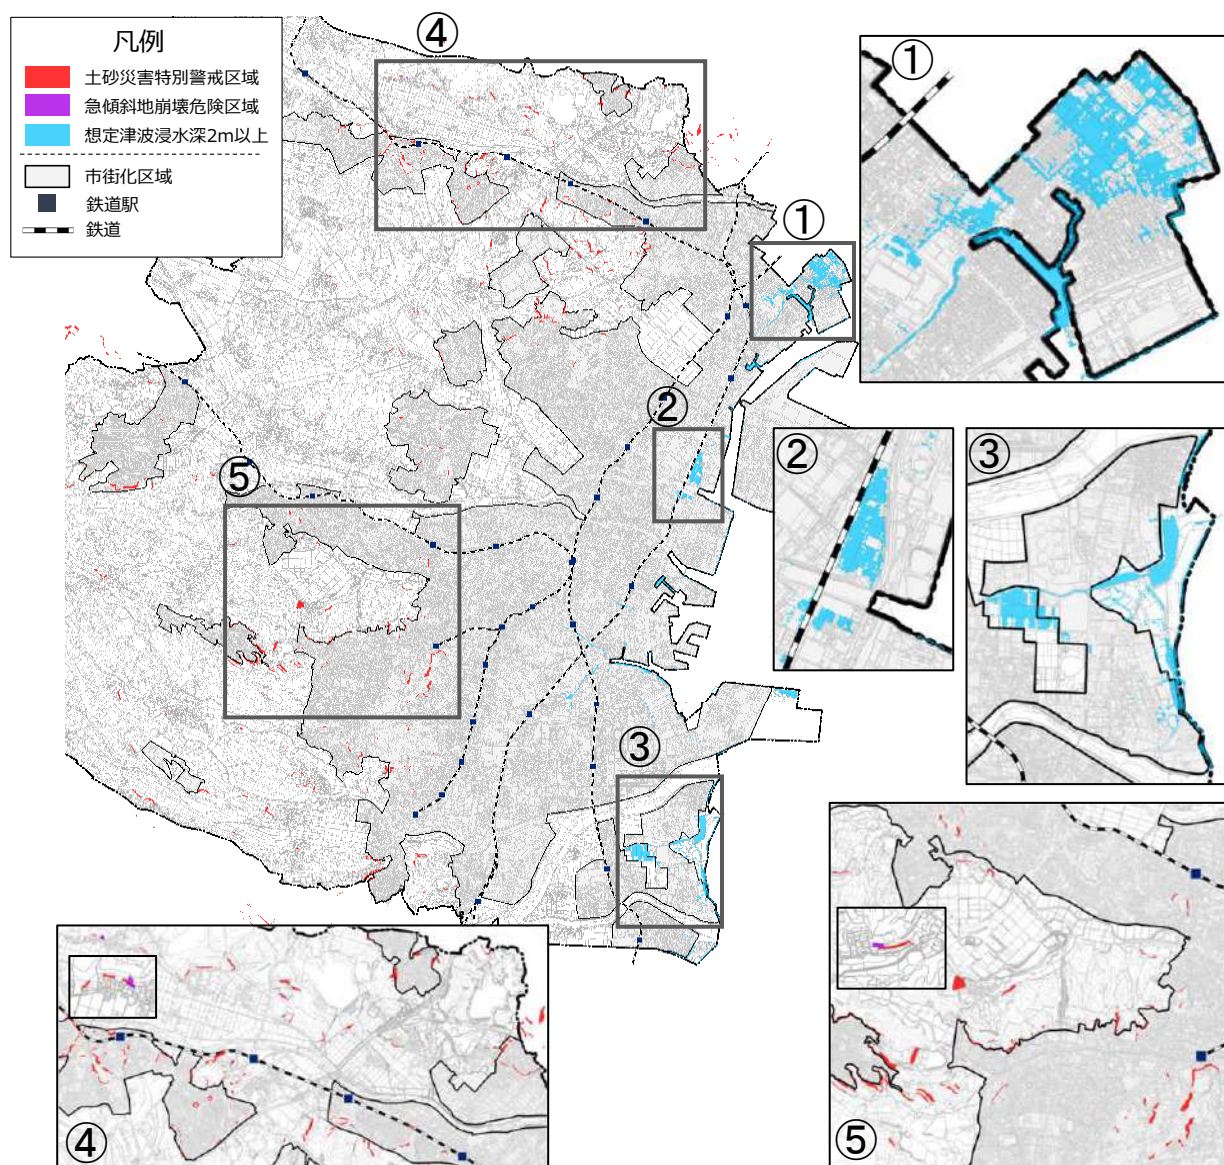 凡例
土砂災害特別警戒区域
急傾斜地崩壊危険区域
想定津波浸水深2m以上
市街化区域
鉄道駅
鉄道
④
①
①
②
⑤
②
③
③
④
⑤